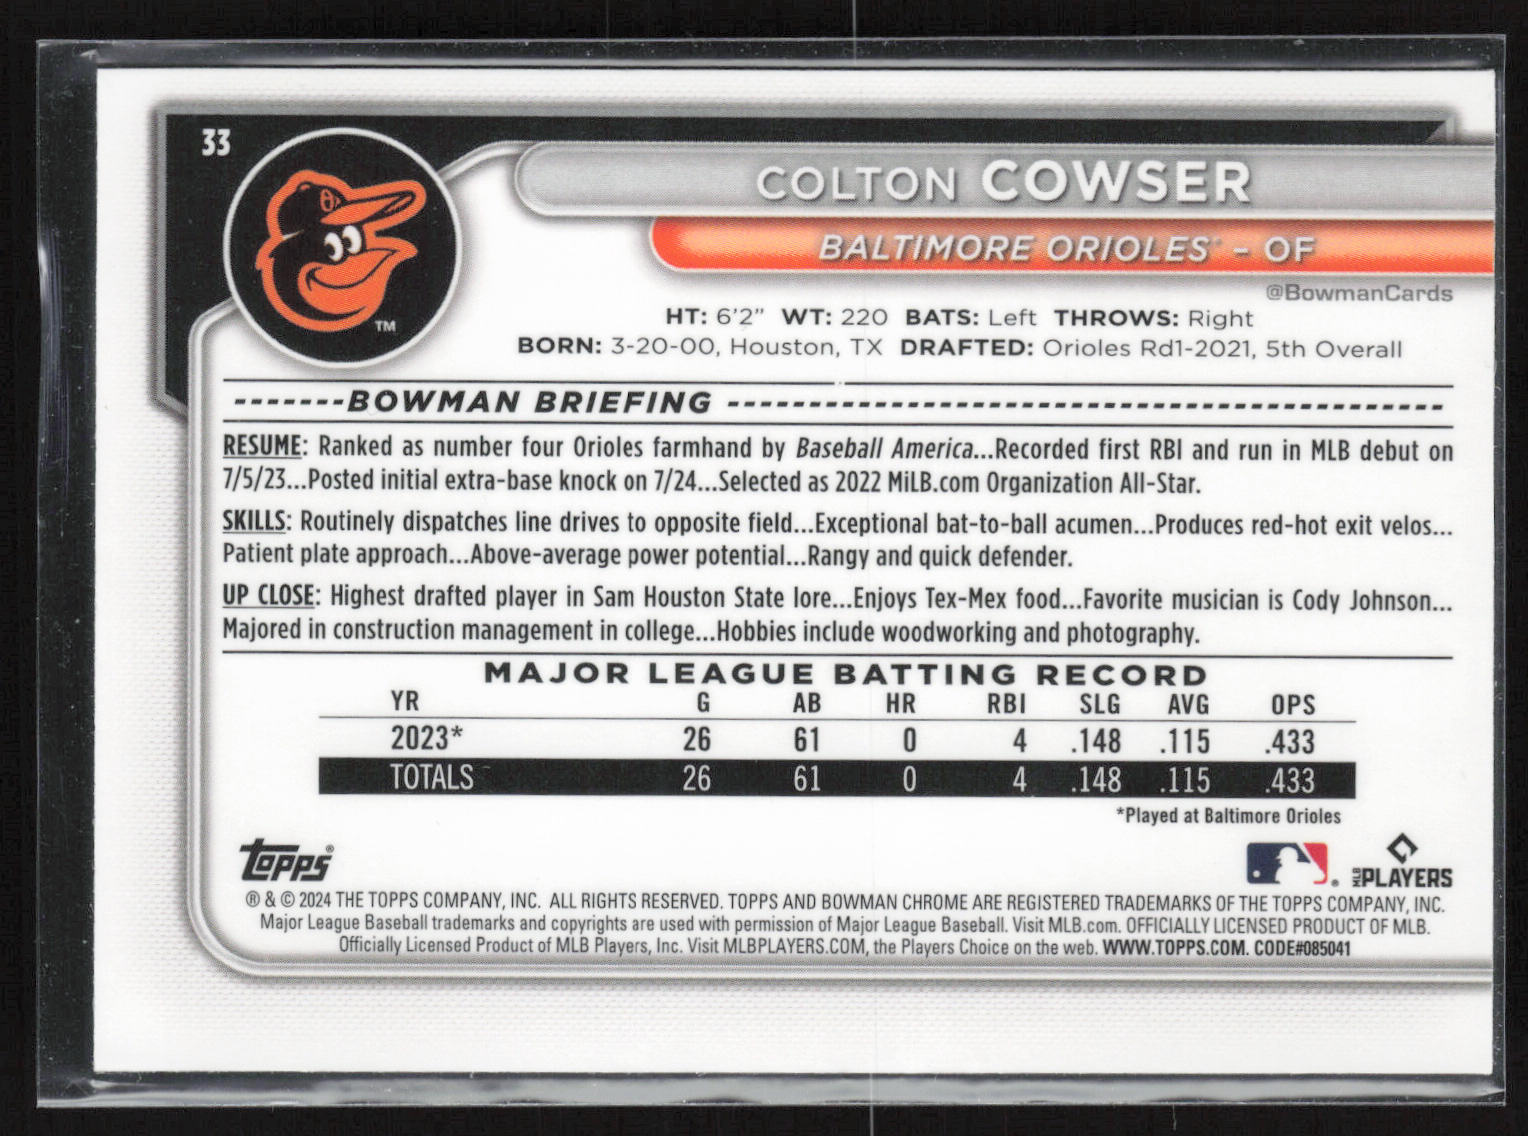 33
COLTON COWSER
BALTIMORE ORIOLES - OF
@BowmanCards
HT: 6'2" WT: 220 BATS: Left THROWS: Right
BORN: 3-20-00, Houston, TX DRAFTED: Orioles Rd1-2021, 5th Overall
-------BOWMAN BRIEFING ---------------------------------------------
RESUME: Ranked as number four Orioles farmhand by Baseball America...Recorded first RBI and run in MLB debut on
7/5/23...Posted initial extra-base knock on 7/24...Selected as 2022 MiLB.com Organization All-Star.
SKILLS: Routinely dispatches line drives to opposite field...Exceptional bat-to-ball acumen...Produces red-hot exit velos...
Patient plate approach...Above-average power potential...Rangy and quick defender.
UP CLOSE: Highest drafted player in Sam Houston State lore...Enjoys Tex-Mex food...Favorite musician is Cody Johnson...
Majored in construction management in college...Hobbies include woodworking and photography.
MAJOR LEAGUE BATTING RECORD
YR G AB HR RBI SLG AVG OPS
2023* 26 61 0 4 .148 .115 .433
TOTALS 26 61 0 4 .148 .115 .433
*Played at Baltimore Orioles
TOPPS®
MLB PLAYERS
® & © 2024 THE TOPPS COMPANY, INC. ALL RIGHTS RESERVED. TOPPS AND BOWMAN CHROME ARE REGISTERED TRADEMARKS OF THE TOPPS COMPANY, INC.
Major League Baseball trademarks and copyrights are used with permission of Major League Baseball. Visit MLB.com. OFFICIALLY LICENSED PRODUCT OF MLB.
Officially Licensed Product of MLB Players, Inc. Visit MLBPLAYERS.COM, the Players Choice on the web. WWW.TOPPS.COM. CODE#085041